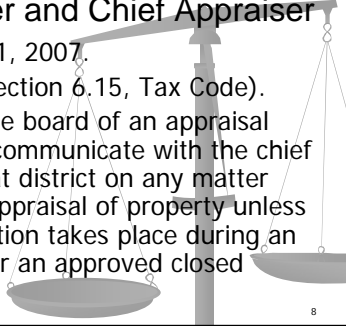 er and Chief Appraiser
1, 2007.
ection 6.15, Tax Code).
e board of an appraisal
communicate with the chief
t district on any matter
ppraisal of property unless
tion takes place during an
r an approved closed
8